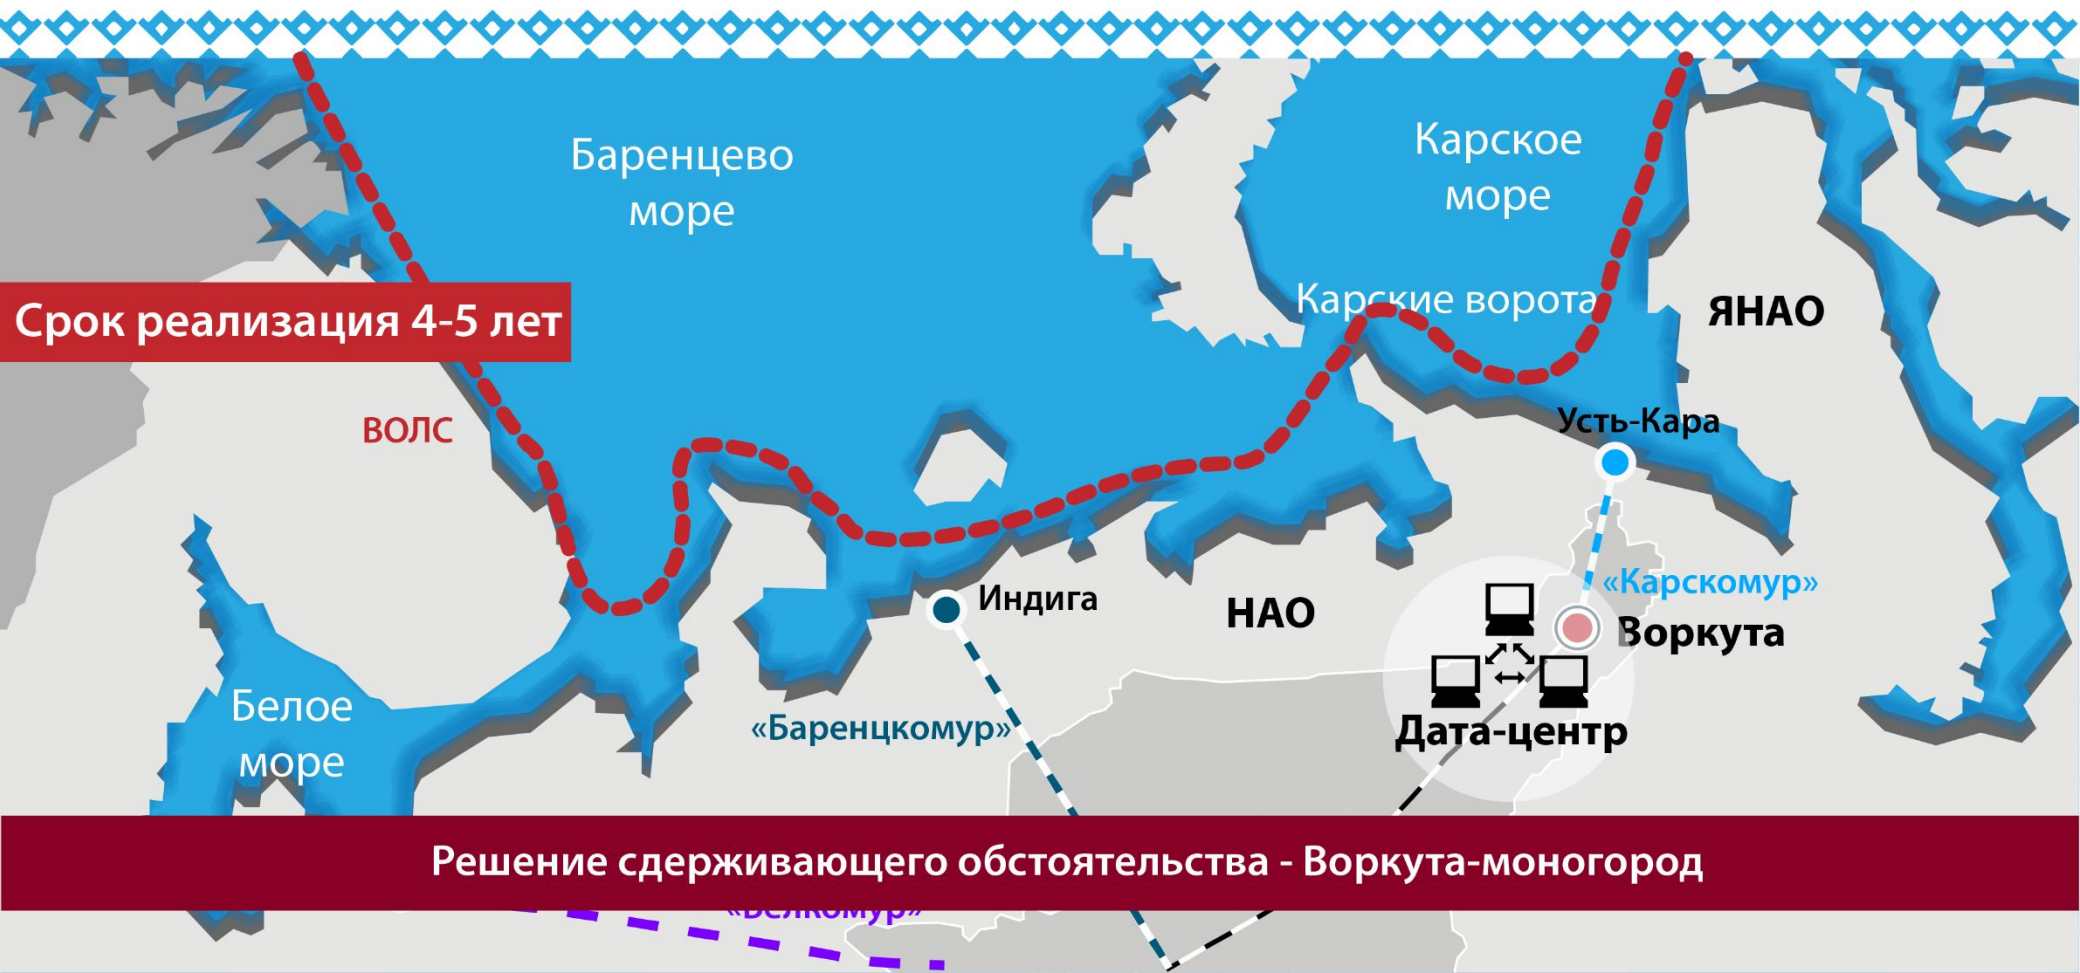 Баренцево
море
Карское
море
Карские ворота
ЯНАО
Срок реализация 4-5 лет
ВОЛС
Усть-Кара
Индига
НАО
«Карскомур»
Воркута
Белое
море
«Баренцкомур»
Дата-центр
Решение сдерживающего обстоятельства - Воркута-моногород
«Белкомур»